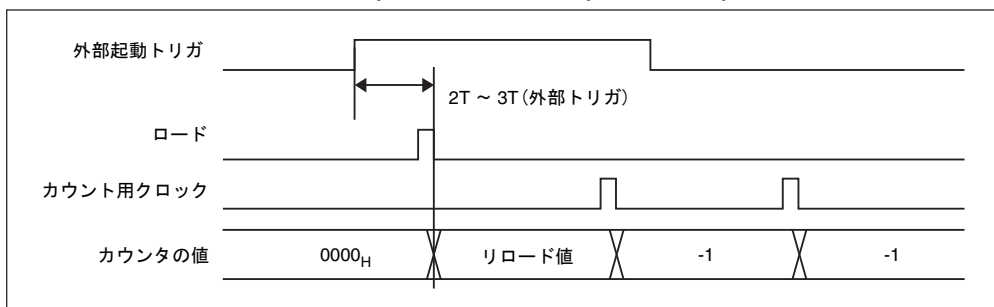 外部起動トリガ
2T ～ 3T（外部トリガ）
ロード
カウント用クロック
カウンタの値 0000H リロード値 -1 -1